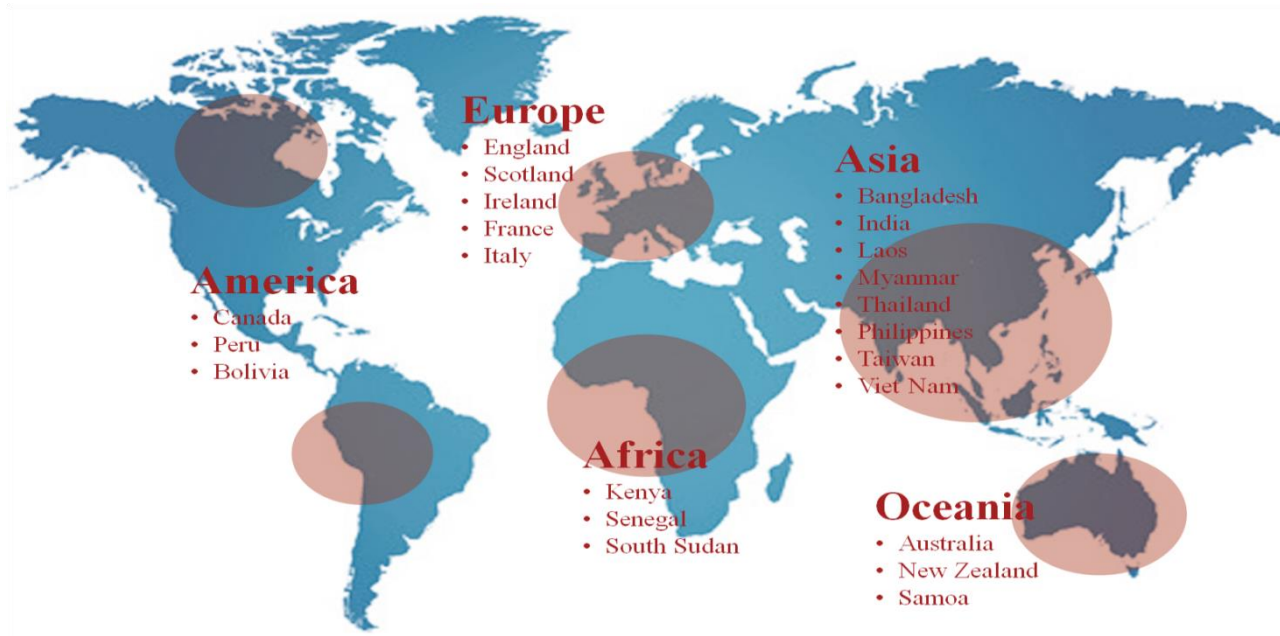 Europe
• England
• Scotland
• Ireland
• France
• Italy
Asia
• Bangladesh
• India
• Laos
• Myanmar
• Thailand
• Philippines
• Taiwan
• Viet Nam
America
• Canada
• Peru
• Bolivia
Africa
• Kenya
• Senegal
• South Sudan
Oceania
• Australia
• New Zealand
• Samoa